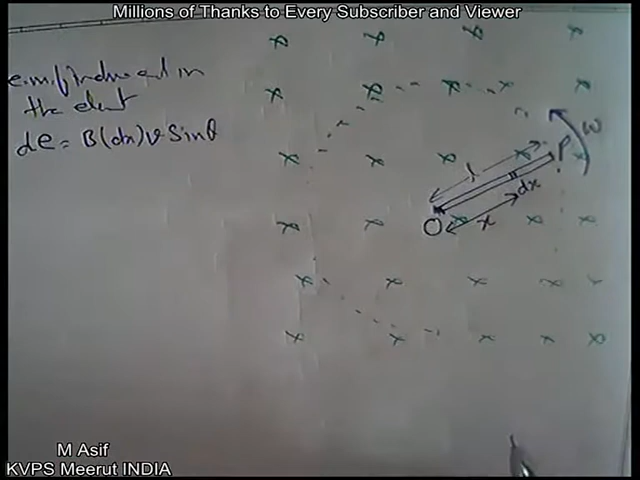 Millions of Thanks to Every Subscriber and Viewer
e.m.f induced in
the elemt
de = B(dx)v Sinθ
ω
P
l
dx
x
O
M Asif
KVPS Meerut INDIA